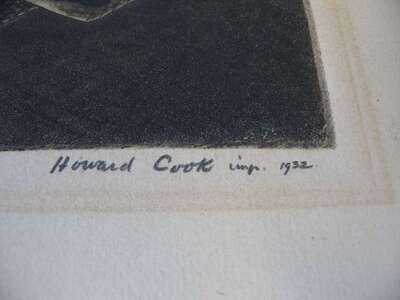 Howard Cook imp. 1932.